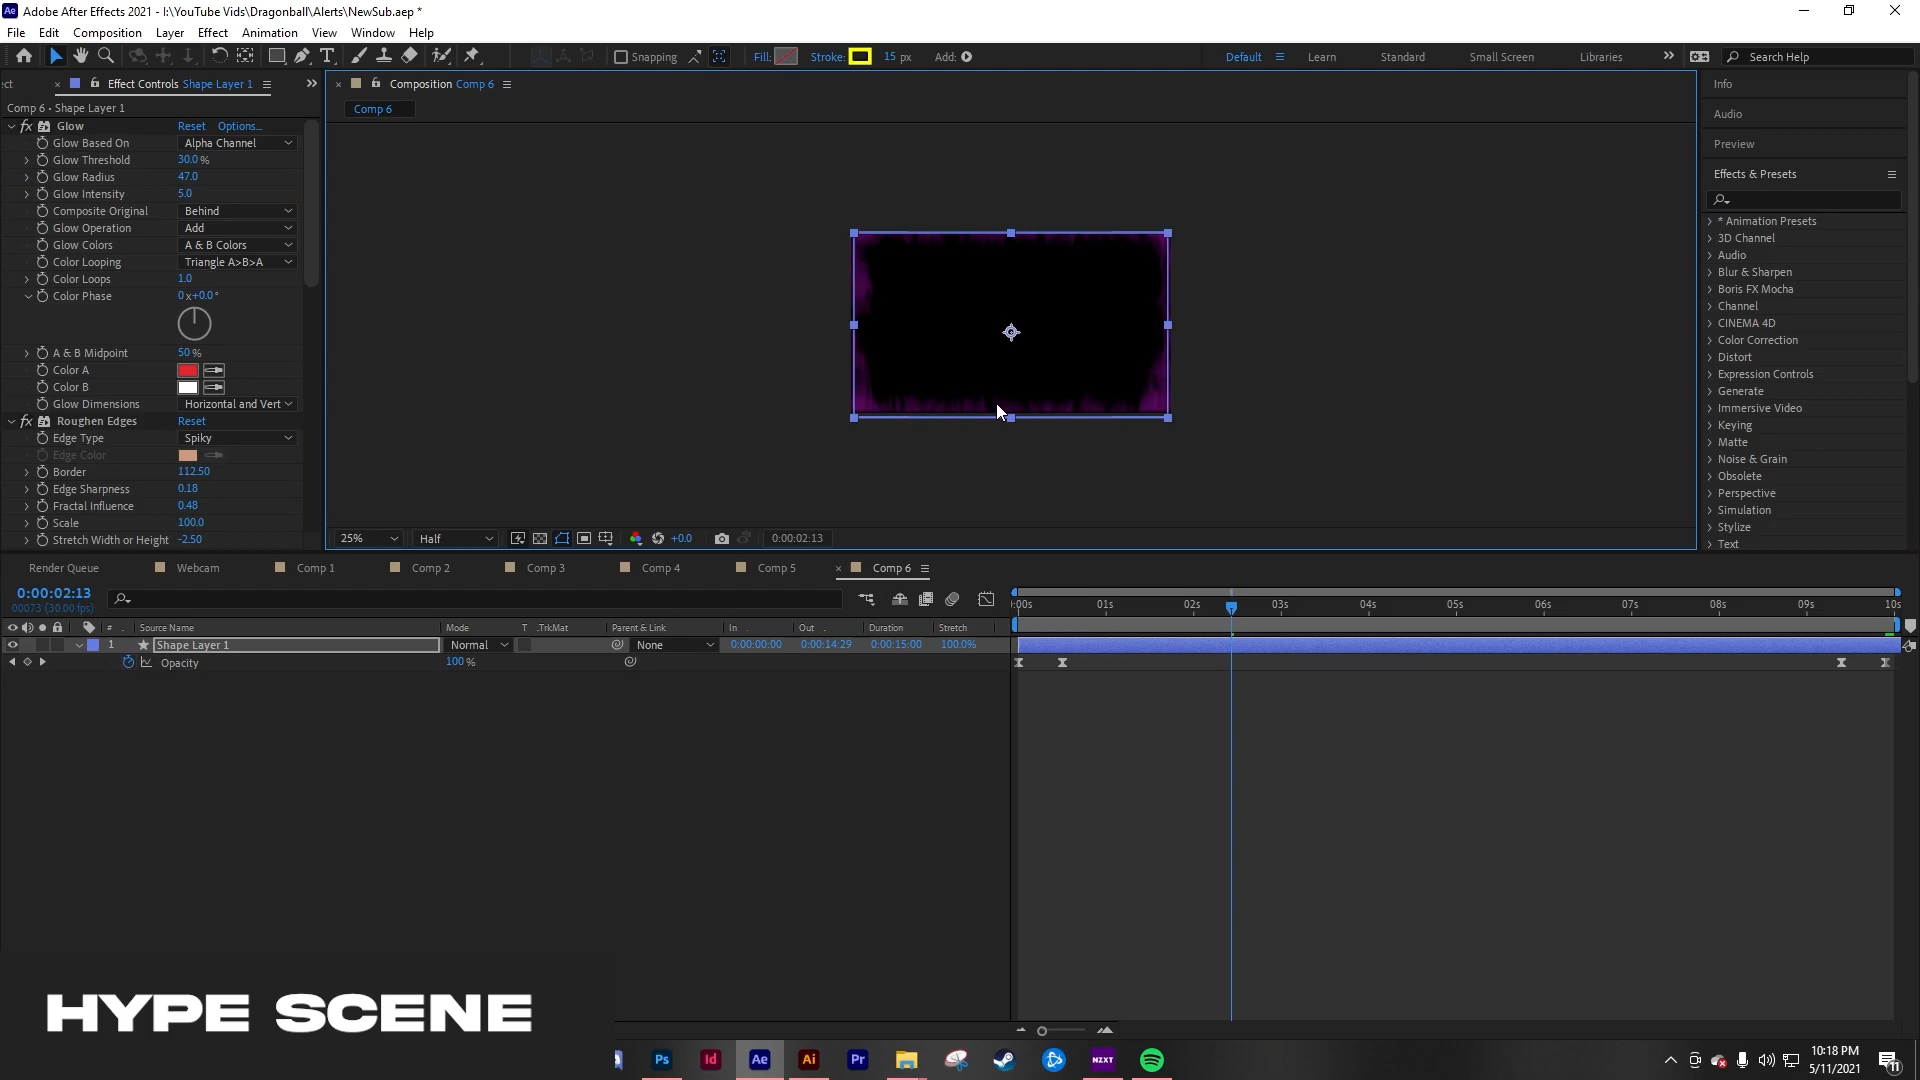 Ae Adobe After Effects 2021 - I:\YouTube Vids\Dragonball\Alerts\NewSub.aep *
File Edit Composition Layer Effect Animation View Window Help
Snapping Fill: Stroke: 15 px Add: Default Learn Standard Small Screen Libraries Search Help
Effect Controls Shape Layer 1
Composition Comp 6
Comp 6 • Shape Layer 1
Comp 6
fx Glow Reset Options...
Glow Based On Alpha Channel
Glow Threshold 30.0 %
Glow Radius 47.0
Glow Intensity 5.0
Composite Original Behind
Glow Operation Add
Glow Colors A & B Colors
Color Looping Triangle A>B>A
Color Loops 1.0
Color Phase 0x+0.0°
A & B Midpoint 50 %
Color A
Color B
Glow Dimensions Horizontal and Vert
fx Roughen Edges Reset
Edge Type Spiky
Edge Color
Border 112.50
Edge Sharpness 0.18
Fractal Influence 0.48
Scale 100.0
Stretch Width or Height -2.50
25% Half +0.0 0:00:02:13
Info
Audio
Preview
Effects & Presets
* Animation Presets
3D Channel
Audio
Blur & Sharpen
Boris FX Mocha
Channel
CINEMA 4D
Color Correction
Distort
Expression Controls
Generate
Immersive Video
Keying
Matte
Noise & Grain
Obsolete
Perspective
Simulation
Stylize
Text
Render Queue Webcam Comp 1 Comp 2 Comp 3 Comp 4 Comp 5 Comp 6
0:00:02:13
00073 (30.00 fps)
:00s 01s 02s 03s 04s 05s 06s 07s 08s 09s 10s
# Source Name Mode T .TrkMat Parent & Link In Out Duration Stretch
1 Shape Layer 1 Normal None 0:00:00:00 0:00:14:29 0:00:15:00 100.0%
Opacity 100 %
HYPE SCENE
Ps Id Ae Ai Pr NZXT
10:18 PM
5/11/2021
11